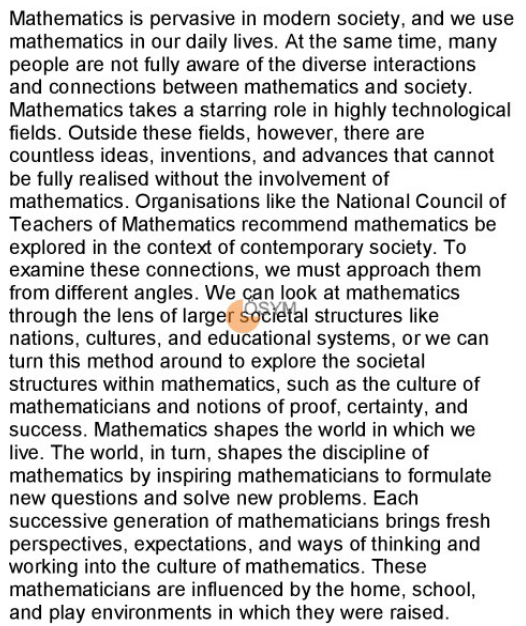 Mathematics is pervasive in modern society, and we use
mathematics in our daily lives. At the same time, many
people are not fully aware of the diverse interactions
and connections between mathematics and society.
Mathematics takes a starring role in highly technological
fields. Outside these fields, however, there are
countless ideas, inventions, and advances that cannot
be fully realised without the involvement of
mathematics. Organisations like the National Council of
Teachers of Mathematics recommend mathematics be
explored in the context of contemporary society. To
examine these connections, we must approach them
from different angles. We can look at mathematics
ÖSYM
through the lens of larger societal structures like
nations, cultures, and educational systems, or we can
turn this method around to explore the societal
structures within mathematics, such as the culture of
mathematicians and notions of proof, certainty, and
success. Mathematics shapes the world in which we
live. The world, in turn, shapes the discipline of
mathematics by inspiring mathematicians to formulate
new questions and solve new problems. Each
successive generation of mathematicians brings fresh
perspectives, expectations, and ways of thinking and
working into the culture of mathematics. These
mathematicians are influenced by the home, school,
and play environments in which they were raised.